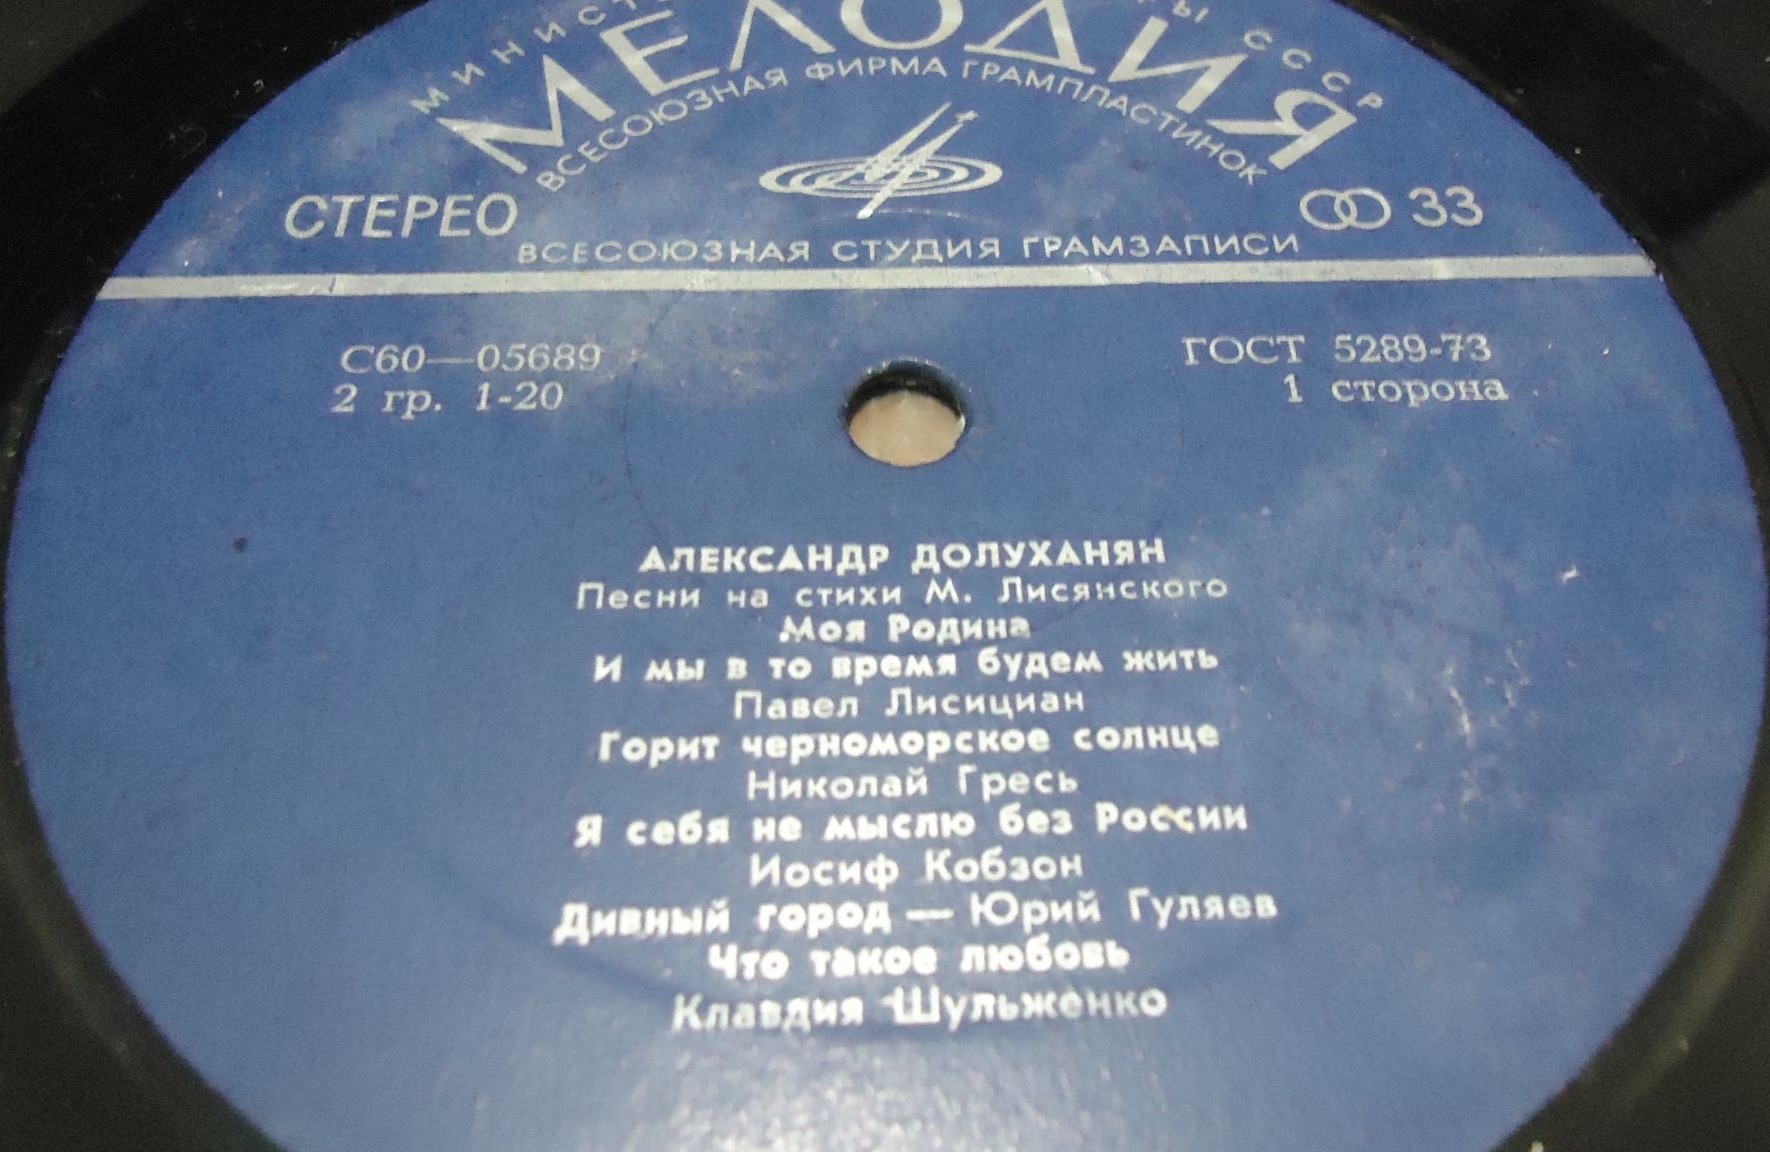 СССР
МЕЛОДИЯ
ВСЕСОЮЗНАЯ ФИРМА ГРАМПЛАСТИНОК
СТЕРЕО
33
ВСЕСОЮЗНАЯ СТУДИЯ ГРАМЗАПИСИ
С60—05689
ГОСТ 5289-73
2 гр. 1-20
1 сторона
АЛЕКСАНДР ДОЛУХАНЯН
Песни на стихи М. Лисянского
Моя Родина
И мы в то время будем жить
Павел Лисициан
Горит черноморское солнце
Николай Гресь
Я себя не мыслю без России
Иосиф Кобзон
Дивный город — Юрий Гуляев
Что такое любовь
Клавдия Шульженко